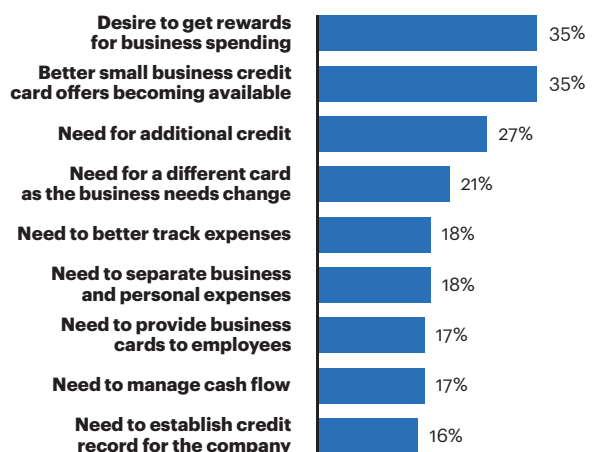 Desire to get rewards
for business spending
35%
Better small business credit
card offers becoming available
35%
Need for additional credit
27%
Need for a different card
as the business needs change
21%
Need to better track expenses
18%
Need to separate business
and personal expenses
18%
Need to provide business
cards to employees
17%
Need to manage cash flow
17%
Need to establish credit
record for the company
16%